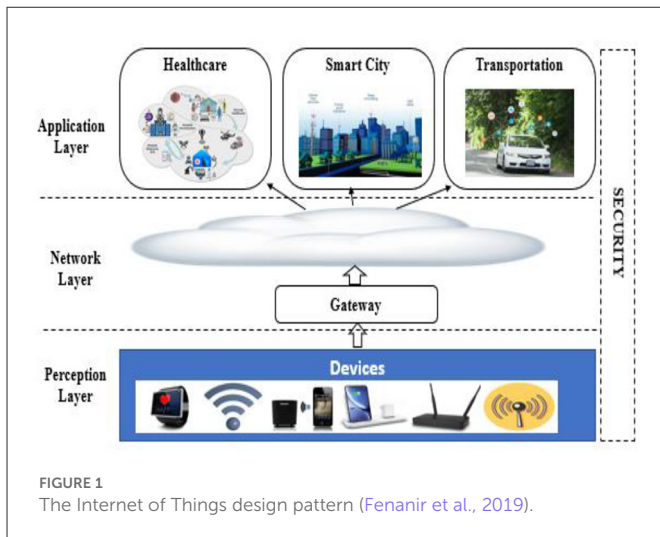 Healthcare
Smart City
Transportation
Application
Layer
SECURITY
Network
Layer
Gateway
Perception
Layer
Devices
FIGURE 1
The Internet of Things design pattern (Fenanir et al., 2019).